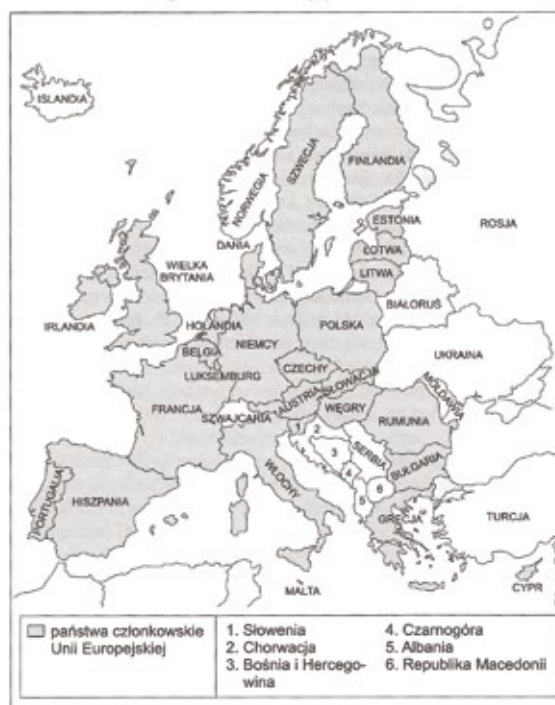 ISLANDIA
FINLANDIA
SZWECJA
NORWEGIA
ESTONIA
ROSJA
DANIA
ŁOTWA
LITWA
WIELKA
BRYTANIA
BIAŁORUŚ
IRLANDIA
HOLANDIA
POLSKA
BELGIA
NIEMCY
UKRAINA
CZECHY
LUKSEMBURG
SŁOWACJA
MOŁDAWIA
AUSTRIA
FRANCJA
SZWAJCARIA
WĘGRY
RUMUNIA
1
2
3
SERBIA
4
BUŁGARIA
WŁOCHY
5
6
PORTUGALIA
HISZPANIA
GRECJA
TURCJA
MALTA
CYPR
państwa członkowskie
Unii Europejskiej
1. Słowenia
2. Chorwacja
3. Bośnia i Hercego-
wina
4. Czarnogóra
5. Albania
6. Republika Macedonii